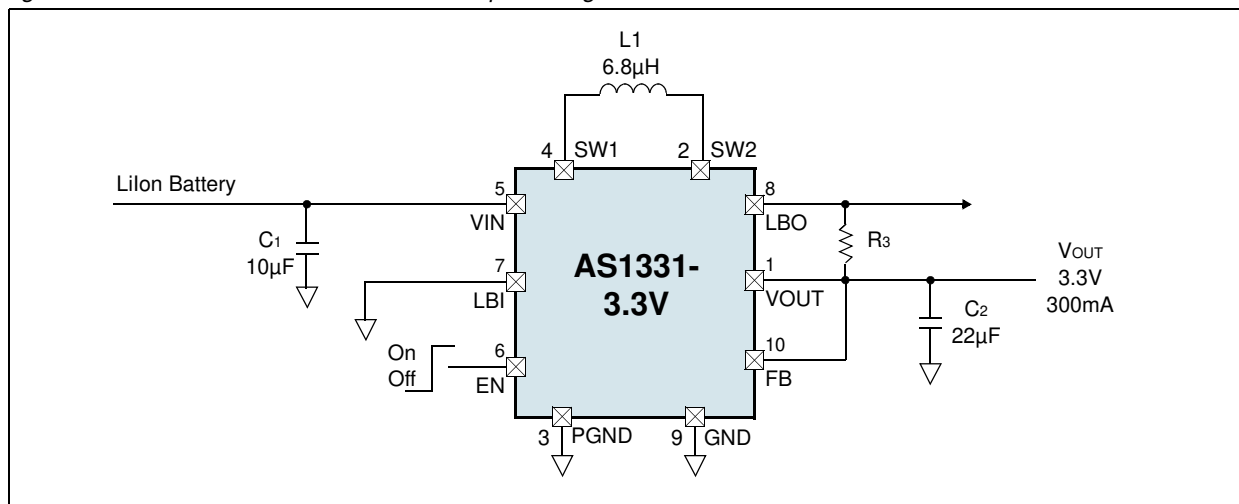 L1
6.8µH
4 SW1
2 SW2
LiIon Battery
5
VIN
C1
10µF
7
LBI
On
Off
6
EN
AS1331-
3.3V
8
LBO
R3
1
VOUT
10
FB
C2
22µF
VOUT
3.3V
300mA
3 PGND
9 GND